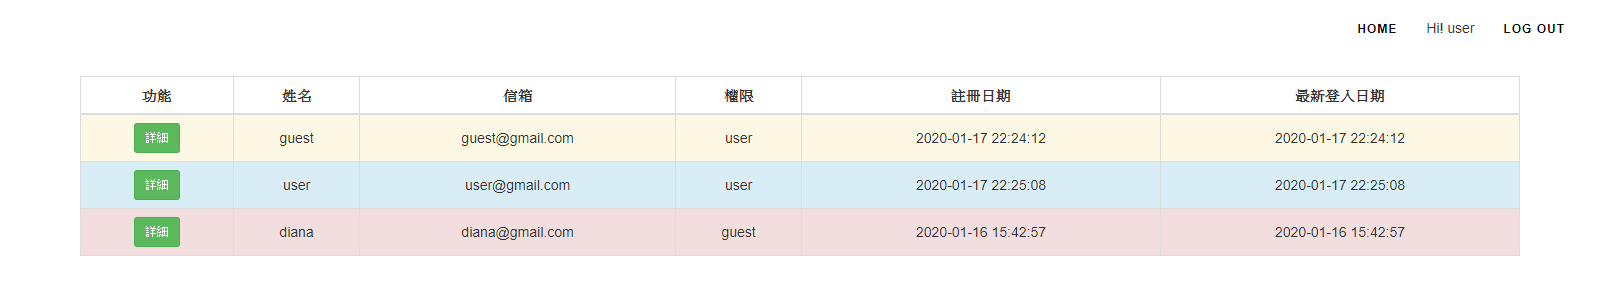 HOME Hi! user LOG OUT
功能 姓名 信箱 權限 註冊日期 最新登入日期
詳細 guest guest@gmail.com user 2020-01-17 22:24:12 2020-01-17 22:24:12
詳細 user user@gmail.com user 2020-01-17 22:25:08 2020-01-17 22:25:08
詳細 diana diana@gmail.com guest 2020-01-16 15:42:57 2020-01-16 15:42:57